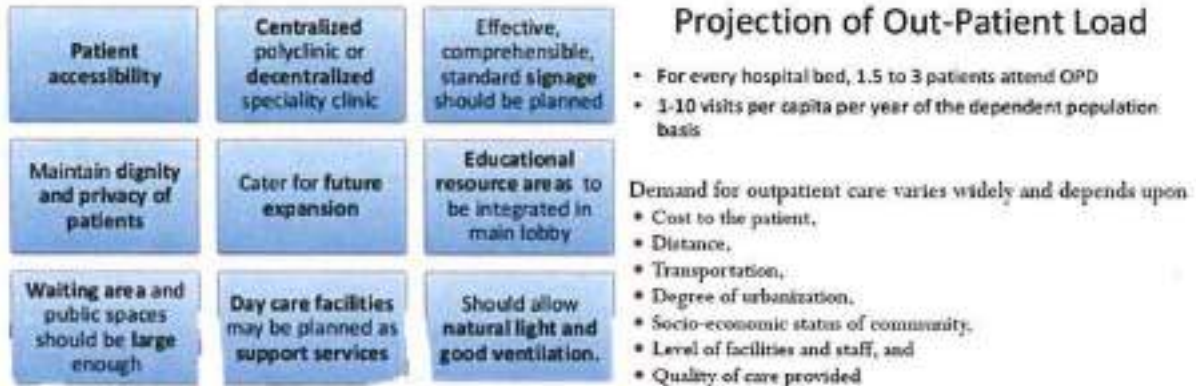 Patient
accessibility
Centralized
polyclinic or
decentralized
speciality clinic
Effective,
comprehensible,
standard signage
should be planned
Maintain dignity
and privacy of
patients
Cater for future
expansion
Educational
resource areas to
be integrated in
main lobby
Waiting area and
public spaces
should be large
enough
Day care facilities
may be planned as
support services
Should allow
natural light and
good ventilation.
Projection of Out-Patient Load
• For every hospital bed, 1.5 to 3 patients attend OPD
• 1-10 visits per capita per year of the dependent population
basis
Demand for outpatient care varies widely and depends upon
• Cost to the patient,
• Distance,
• Transportation,
• Degree of urbanization,
• Socio-economic status of community,
• Level of facilities and staff, and
• Quality of care provided